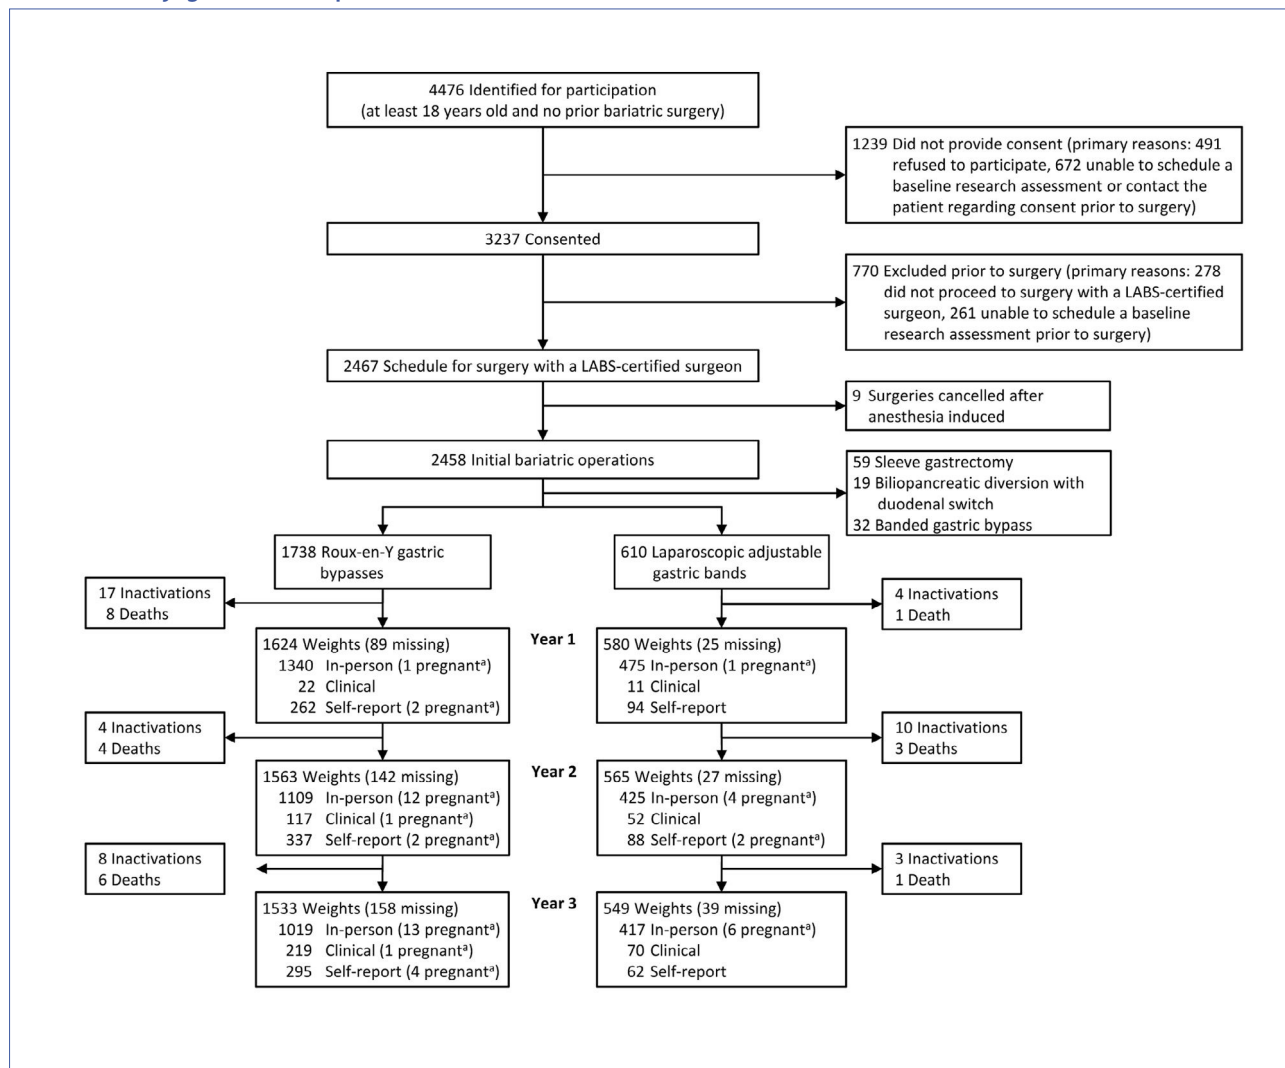 4476 Identified for participation
(at least 18 years old and no prior bariatric surgery)
1239 Did not provide consent (primary reasons: 491
refused to participate, 672 unable to schedule a
baseline research assessment or contact the
patient regarding consent prior to surgery)
3237 Consented
770 Excluded prior to surgery (primary reasons: 278
did not proceed to surgery with a LABS-certified
surgeon, 261 unable to schedule a baseline
research assessment prior to surgery)
2467 Schedule for surgery with a LABS-certified surgeon
9 Surgeries cancelled after
anesthesia induced
2458 Initial bariatric operations
59 Sleeve gastrectomy
19 Biliopancreatic diversion with
duodenal switch
32 Banded gastric bypass
1738 Roux-en-Y gastric
bypasses
610 Laparoscopic adjustable
gastric bands
17 Inactivations
8 Deaths
4 Inactivations
1 Death
Year 1
1624 Weights (89 missing)
1340 In-person (1 pregnantᵃ)
22 Clinical
262 Self-report (2 pregnantᵃ)
580 Weights (25 missing)
475 In-person (1 pregnantᵃ)
11 Clinical
94 Self-report
4 Inactivations
4 Deaths
10 Inactivations
3 Deaths
Year 2
1563 Weights (142 missing)
1109 In-person (12 pregnantᵃ)
117 Clinical (1 pregnantᵃ)
337 Self-report (2 pregnantᵃ)
565 Weights (27 missing)
425 In-person (4 pregnantᵃ)
52 Clinical
88 Self-report (2 pregnantᵃ)
8 Inactivations
6 Deaths
3 Inactivations
1 Death
Year 3
1533 Weights (158 missing)
1019 In-person (13 pregnantᵃ)
219 Clinical (1 pregnantᵃ)
295 Self-report (4 pregnantᵃ)
549 Weights (39 missing)
417 In-person (6 pregnantᵃ)
70 Clinical
62 Self-report